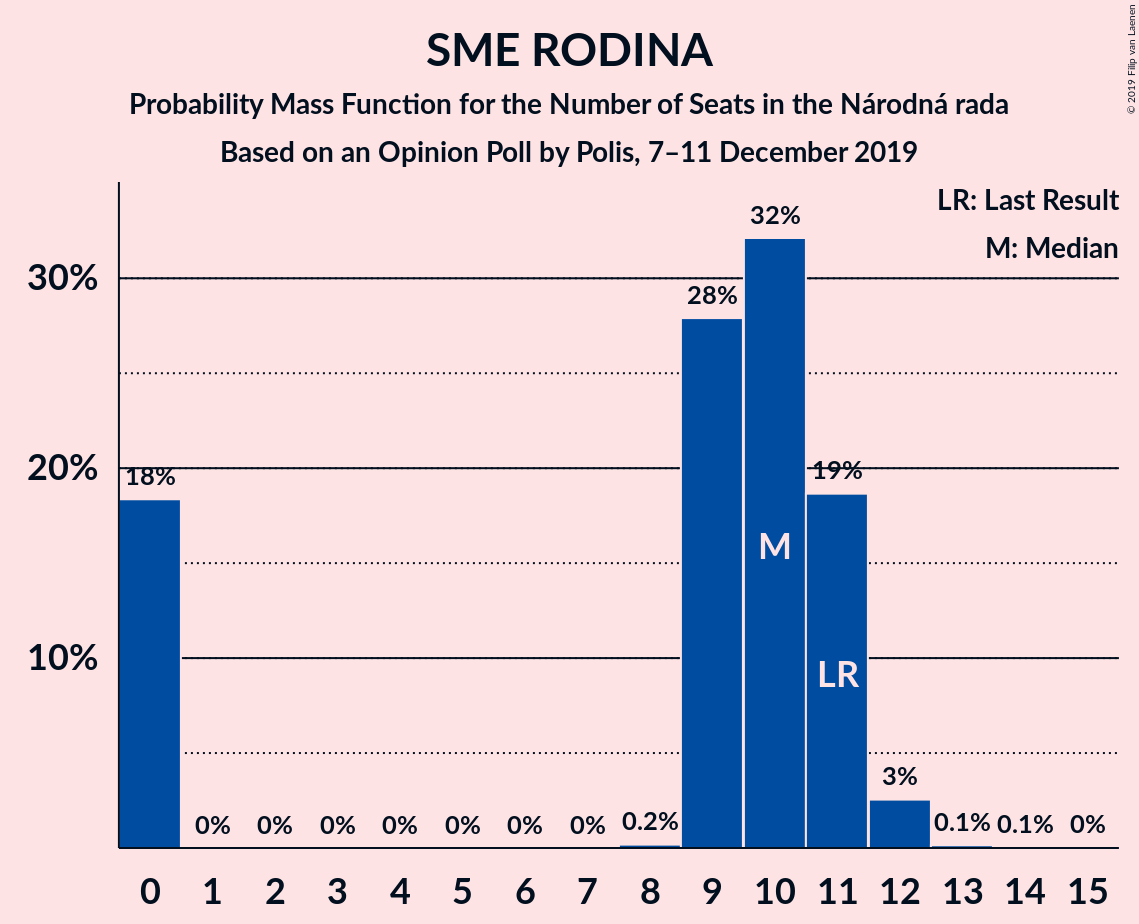 SME RODINA
Probability Mass Function for the Number of Seats in the Národná rada
Based on an Opinion Poll by Polis, 7–11 December 2019
© 2019 Filip van Laenen
LR: Last Result
M: Median
30%
20%
10%
18%
0%
0%
0%
0%
0%
0%
0%
0.2%
28%
32%
19%
3%
0.1%
0.1%
0%
M
LR
0 1 2 3 4 5 6 7 8 9 10 11 12 13 14 15